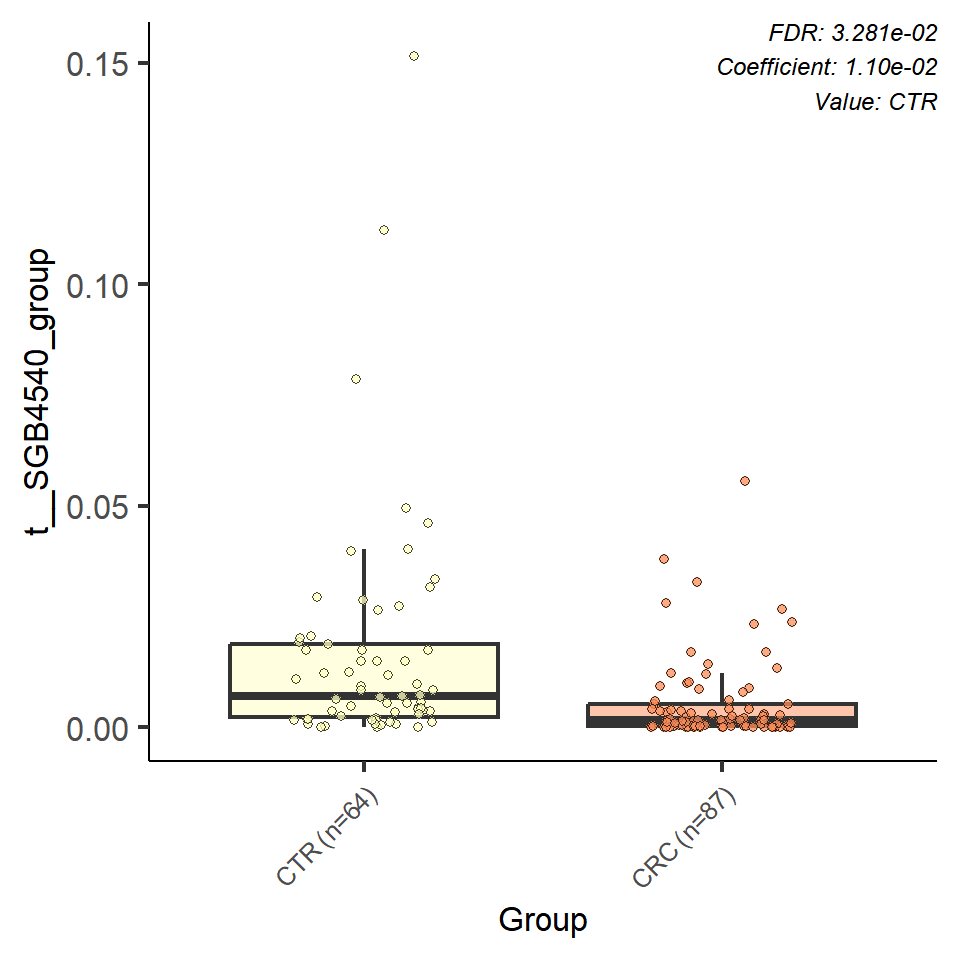 FDR: 3.281e-02
Coefficient: 1.10e-02
Value: CTR
t__SGB4540_group
0.15
0.10
0.05
0.00
CTR (n=64)
CRC (n=87)
Group